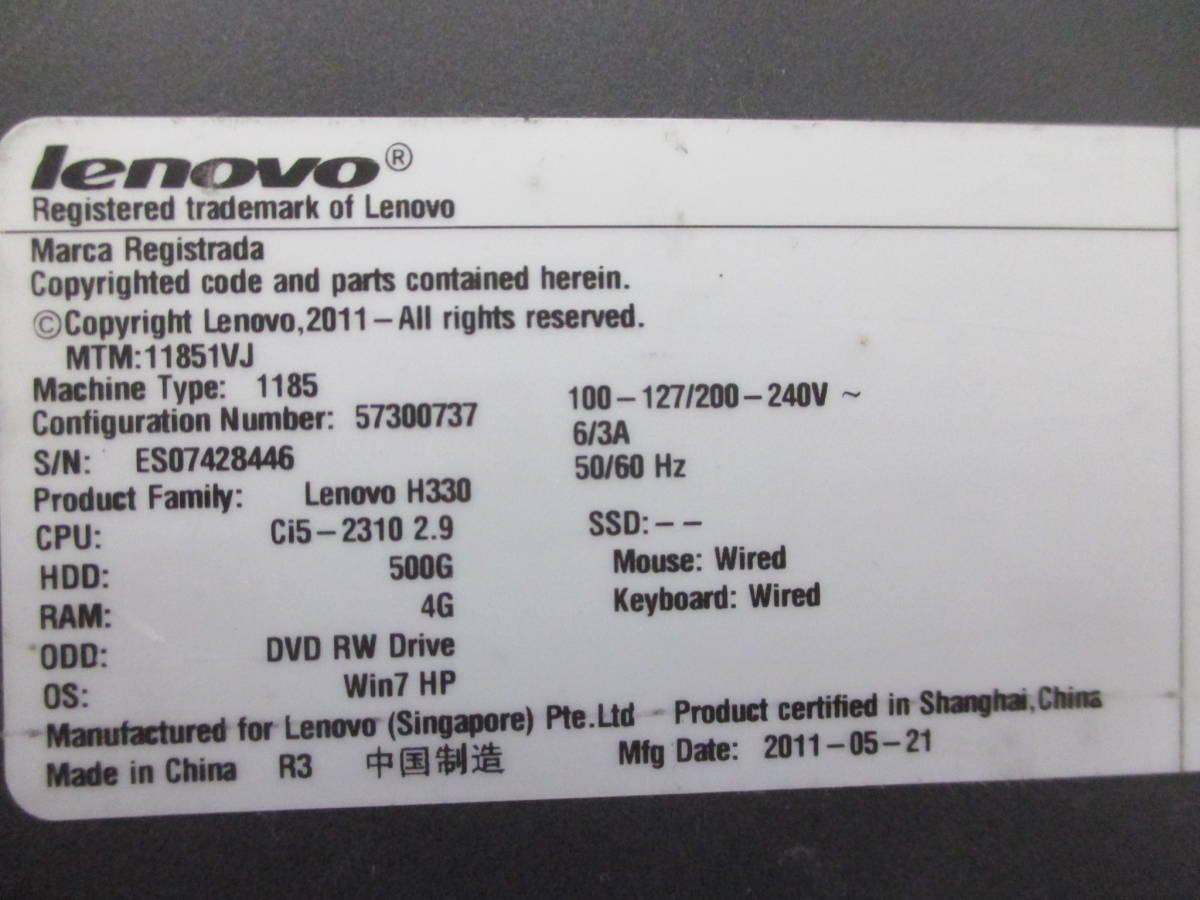 lenovo®
Registered trademark of Lenovo
Marca Registrada
Copyrighted code and parts contained herein.
©Copyright Lenovo,2011–All rights reserved.
MTM:11851VJ
Machine Type: 1185
Configuration Number: 57300737
S/N: ES07428446
Product Family: Lenovo H330
CPU: Ci5–2310 2.9
HDD: 500G
RAM: 4G
ODD: DVD RW Drive
OS: Win7 HP
100–127/200–240V ~
6/3A
50/60 Hz
SSD:– –
Mouse: Wired
Keyboard: Wired
Manufactured for Lenovo (Singapore) Pte.Ltd Product certified in Shanghai,China
Made in China R3 中国制造 Mfg Date: 2011–05–21